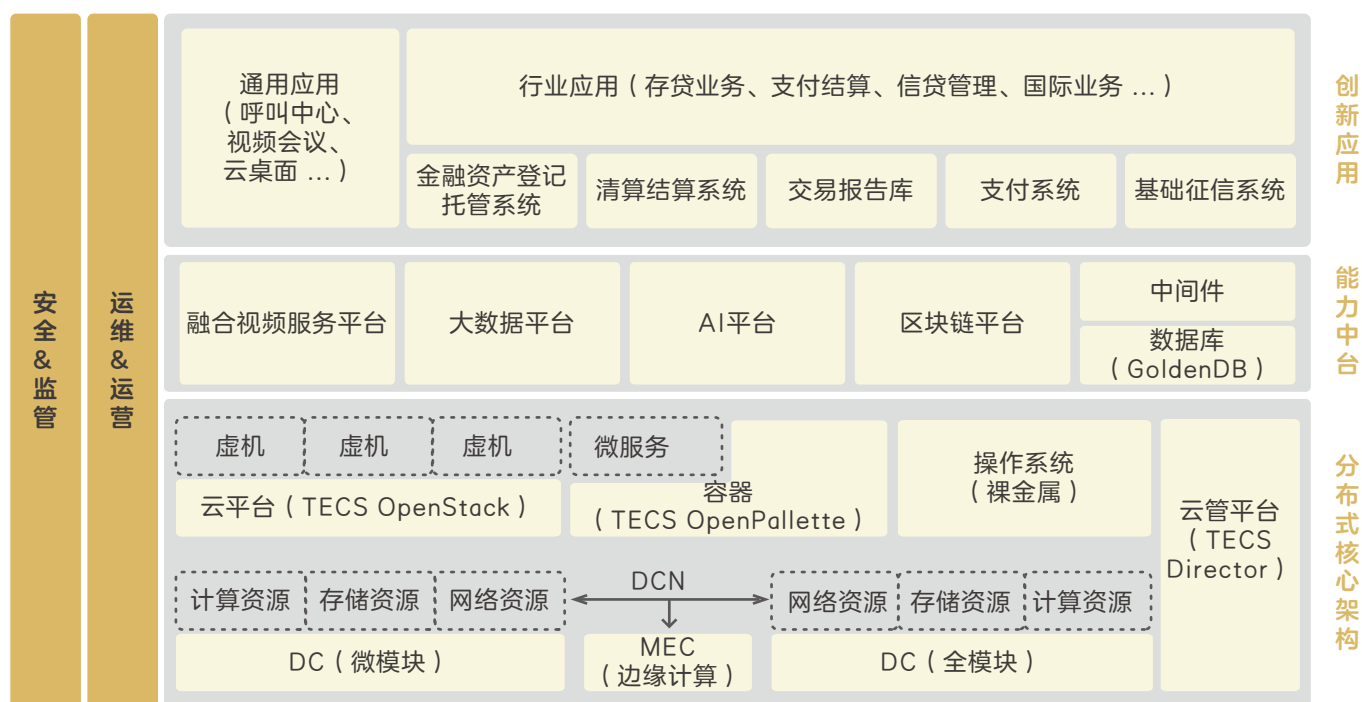 安全&监管
运维&运营
通用应用
（呼叫中心、
视频会议、
云桌面 ...）
行业应用（存贷业务、支付结算、信贷管理、国际业务 ...）
金融资产登记
托管系统
清算结算系统
交易报告库
支付系统
基础征信系统
创新应用
融合视频服务平台
大数据平台
AI平台
区块链平台
中间件
数据库
（GoldenDB）
能力中台
虚机
虚机
虚机
微服务
云平台（TECS OpenStack）
容器
（TECS OpenPallette）
操作系统
（裸金属）
云管平台
（TECS
Director）
计算资源
存储资源
网络资源
DCN
网络资源
存储资源
计算资源
DC（微模块）
MEC
（边缘计算）
DC（全模块）
分布式核心架构